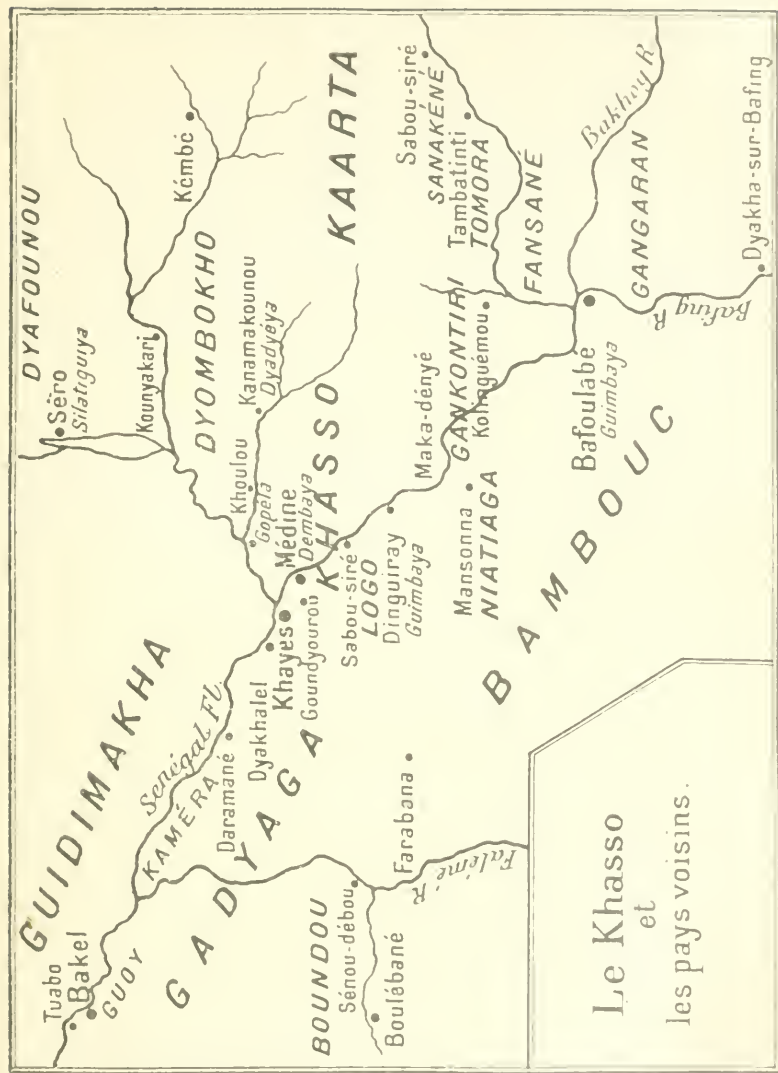 DYAFOUNOU
Sêro
Silatiguiya
Kounyakari
Kémbé
DYOMBOKHO
KAARTA
Khoulou
Gopéla
Kanamakounou
Dyadyéya
Médine
Dembaya
KHASSO
GUIDIMAKHA
Senégal Fl.
Tuabo
Bakel
GUOY
KAMÉRA
GADYAGA
Daramané
Dyakhalel
Khayes
Goundyourou
Sabou-siré
LOGO
Dinguiray
Guimbaya
Maka-dényé
GANKONTIRI
Kolinguémou
Mansonna
NIATIAGA
Sabou-siré
SANAKÉNÉ
Tambatinti
TOMORA
FANSANÉ
Bakhoy R
GANGARAN
Bafoulabe
Guimbaya
Bafing R
Dyakha-sur-Bafing
BAMBOUC
BOUNDOU
Sénou-débou
Boulébané
Farabana
Falémé R
Le Khasso
et
les pays voisins.